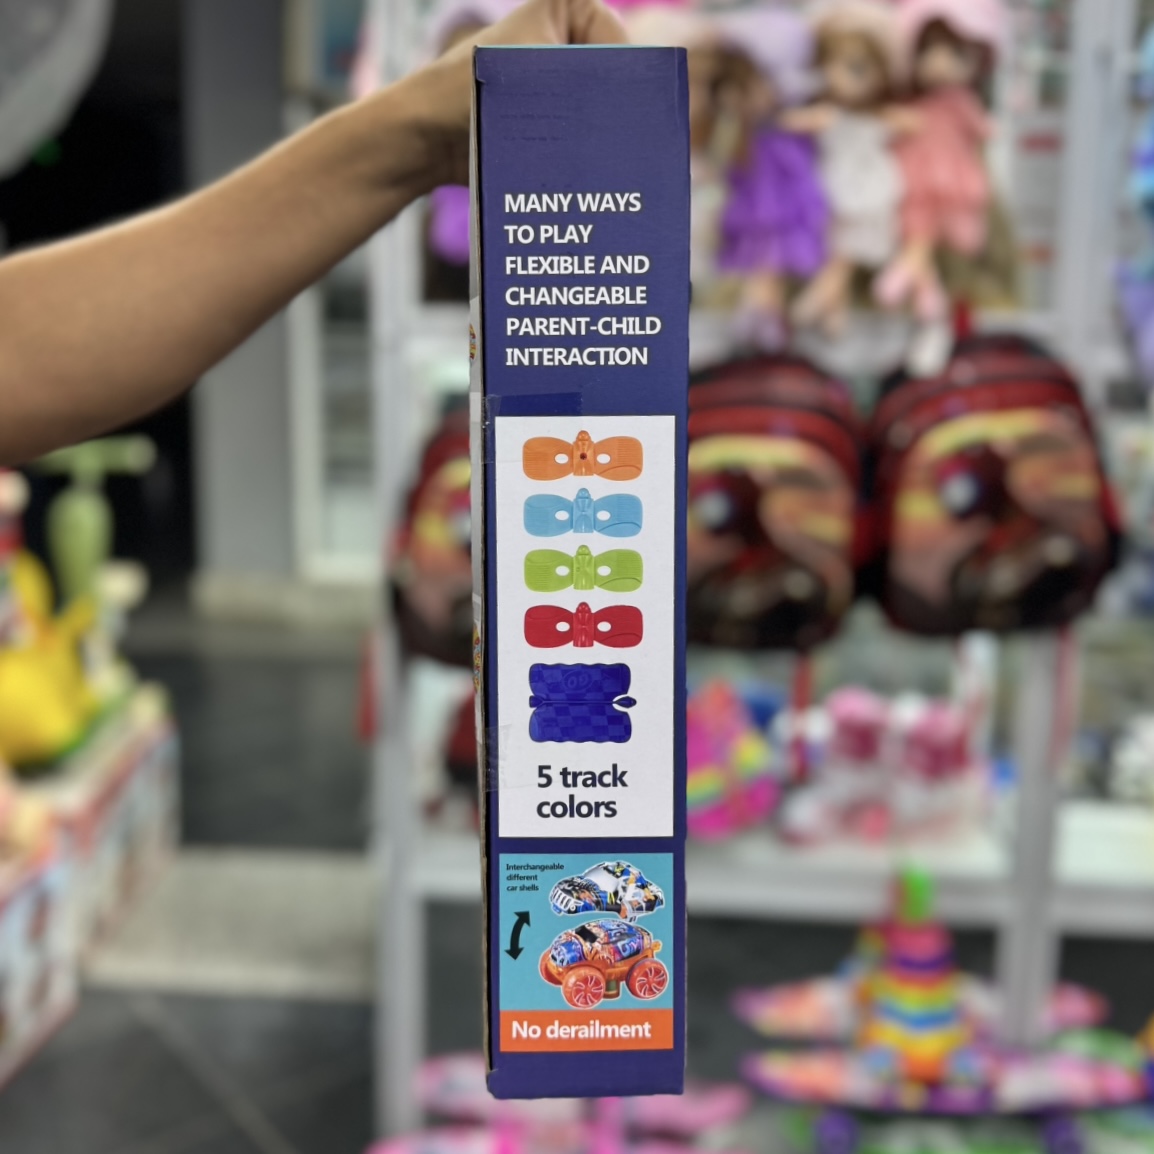 MANY WAYS
TO PLAY
FLEXIBLE AND
CHANGEABLE
PARENT-CHILD
INTERACTION
5 track
colors
Interchangeable
different
car shells
No derailment